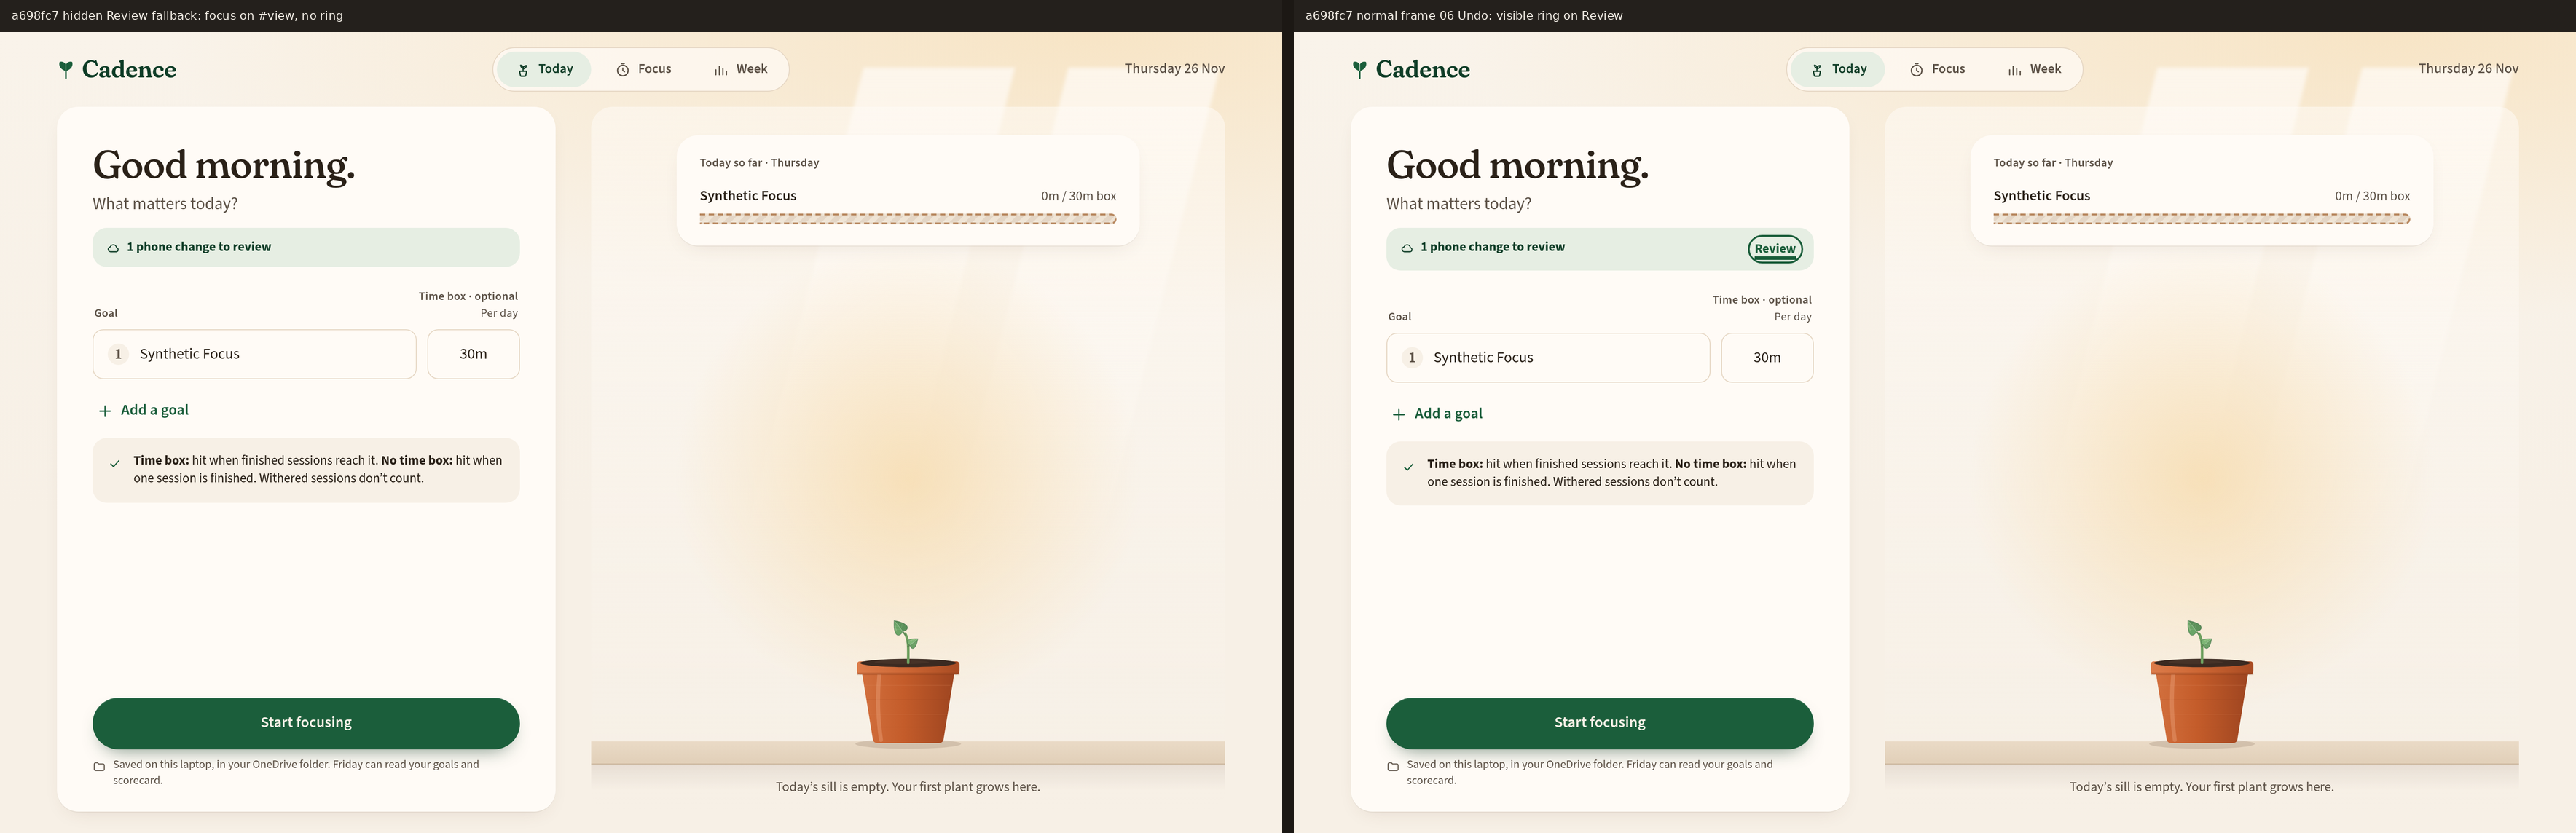 a698fc7 hidden Review fallback: focus on #view, no ring
Cadence
Today
Focus
Week
Thursday 26 Nov
Good morning.
What matters today?
1 phone change to review
Time box · optional
Goal
Per day
1 Synthetic Focus
30m
Add a goal
Time box: hit when finished sessions reach it. No time box: hit when
one session is finished. Withered sessions don’t count.
Start focusing
Saved on this laptop, in your OneDrive folder. Friday can read your goals and
scorecard.
Today so far · Thursday
Synthetic Focus
0m / 30m box
Today’s sill is empty. Your first plant grows here.
a698fc7 normal frame 06 Undo: visible ring on Review
Cadence
Today
Focus
Week
Thursday 26 Nov
Good morning.
What matters today?
1 phone change to review
Review
Time box · optional
Goal
Per day
1 Synthetic Focus
30m
Add a goal
Time box: hit when finished sessions reach it. No time box: hit when
one session is finished. Withered sessions don’t count.
Start focusing
Saved on this laptop, in your OneDrive folder. Friday can read your goals and
scorecard.
Today so far · Thursday
Synthetic Focus
0m / 30m box
Today’s sill is empty. Your first plant grows here.